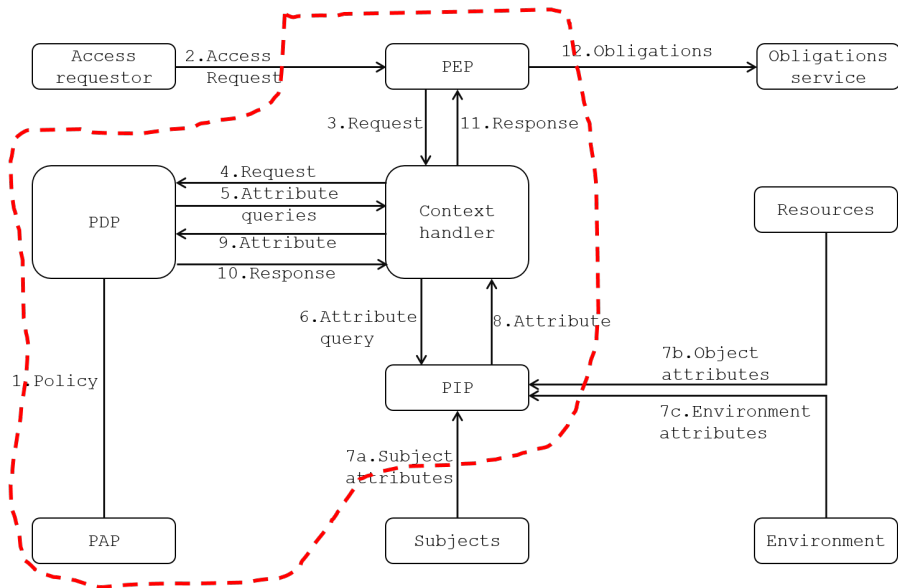 Access
requestor
2.Access
Request
PEP
12.Obligations
Obligations
service
3.Request
11.Response
PDP
4.Request
5.Attribute
queries
9.Attribute
10.Response
Context
handler
Resources
6.Attribute
query
8.Attribute
1.Policy
PIP
7b.Object
attributes
7c.Environment
attributes
7a.Subject
attributes
PAP
Subjects
Environment